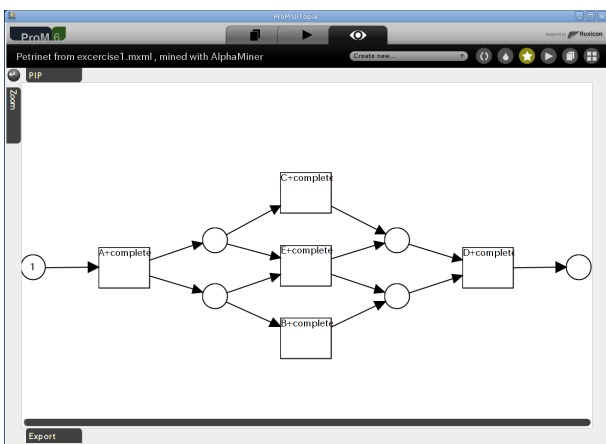 ProM UITopia
ProM 6
designed by fluxicon
Petrinet from excercise1.mxml , mined with AlphaMiner
Create new...
PIP
Zoom
C+complete
A+complete
E+complete
D+complete
1
B+complete
Export